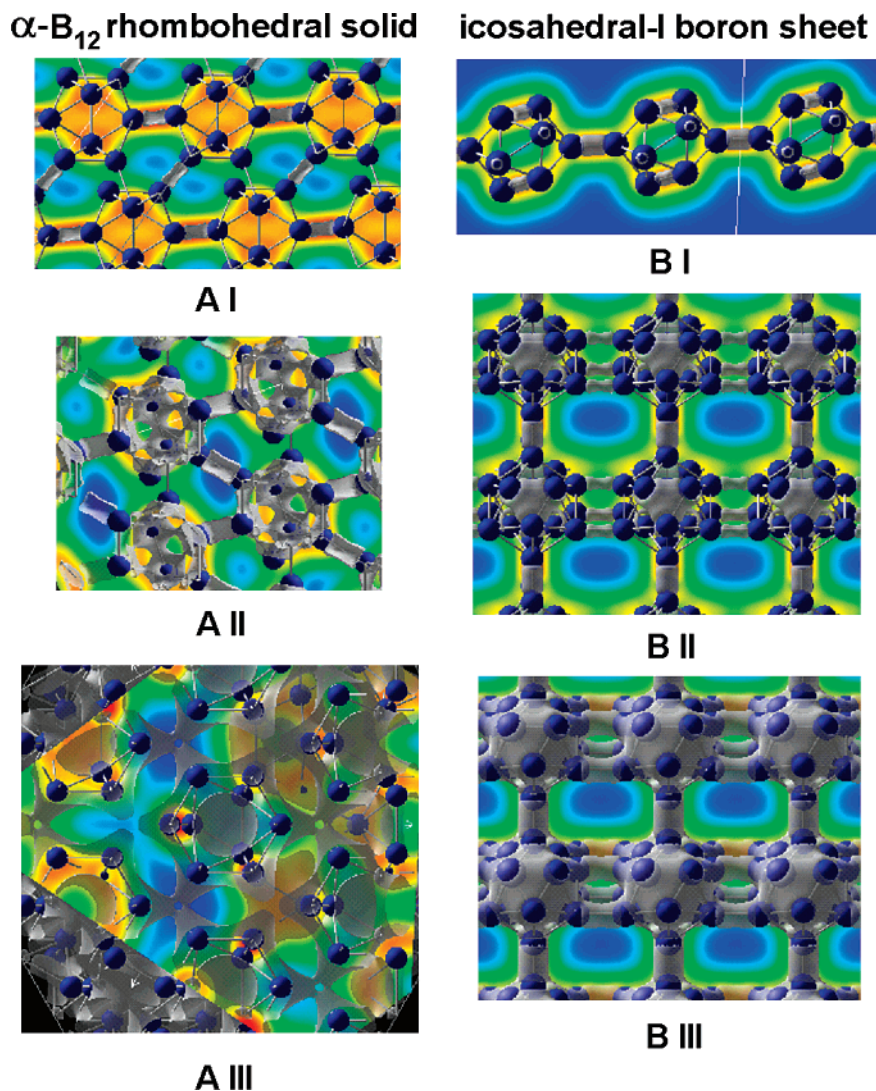 α-B12 rhombohedral solid
icosahedral-I boron sheet
A I
B I
A II
B II
A III
B III